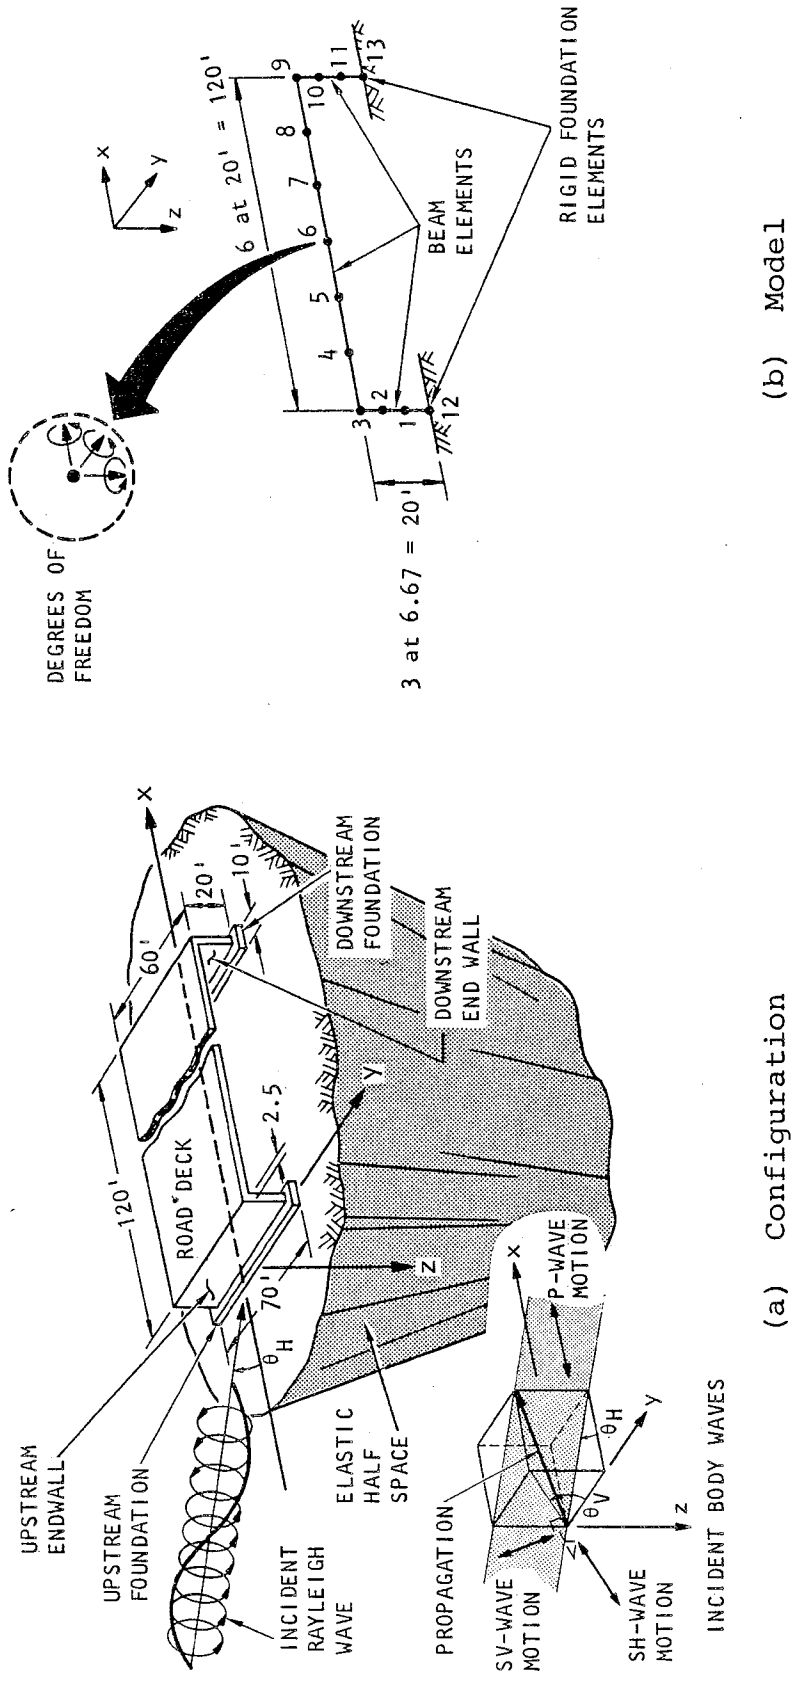 UPSTREAM
ENDWALL
UPSTREAM
FOUNDATION
INCIDENT
RAYLEIGH
WAVE
120'
ROAD DECK
60'
20'
10'
2.5
70'
θH
x
y
z
ELASTIC
HALF
SPACE
DOWNSTREAM
FOUNDATION
DOWNSTREAM
END WALL
PROPAGATION
SV-WAVE
MOTION
SH-WAVE
MOTION
P-WAVE
MOTION
θV
θH
x
y
z
INCIDENT BODY WAVES
(a) Configuration
DEGREES OF
FREEDOM
x
y
z
6 at 20' = 120'
3 at 6.67 = 20'
3
2
1
12
4
5
6
7
8
9
10
11
13
BEAM
ELEMENTS
RIGID FOUNDATION
ELEMENTS
(b) Model